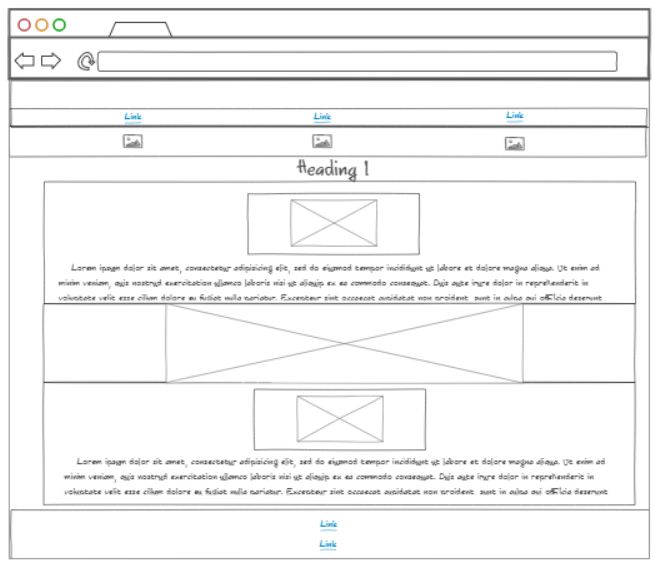 Link Link Link
Heading 1
Lorem ipsum dolor sit amet, consectetur adipisicing elit, sed do eiusmod tempor incididunt ut labore et dolore magna aliqua. Ut enim ad
minim veniam, quis nostrud exercitation ullamco laboris nisi ut aliquip ex ea commodo consequat. Duis aute irure dolor in reprehenderit in
voluptate velit esse cillum dolore eu fugiat nulla pariatur. Excepteur sint occaecat cupidatat non proident, sunt in culpa qui officia deserunt
Lorem ipsum dolor sit amet, consectetur adipisicing elit, sed do eiusmod tempor incididunt ut labore et dolore magna aliqua. Ut enim ad
minim veniam, quis nostrud exercitation ullamco laboris nisi ut aliquip ex ea commodo consequat. Duis aute irure dolor in reprehenderit in
voluptate velit esse cillum dolore eu fugiat nulla pariatur. Excepteur sint occaecat cupidatat non proident, sunt in culpa qui officia deserunt
Link
Link